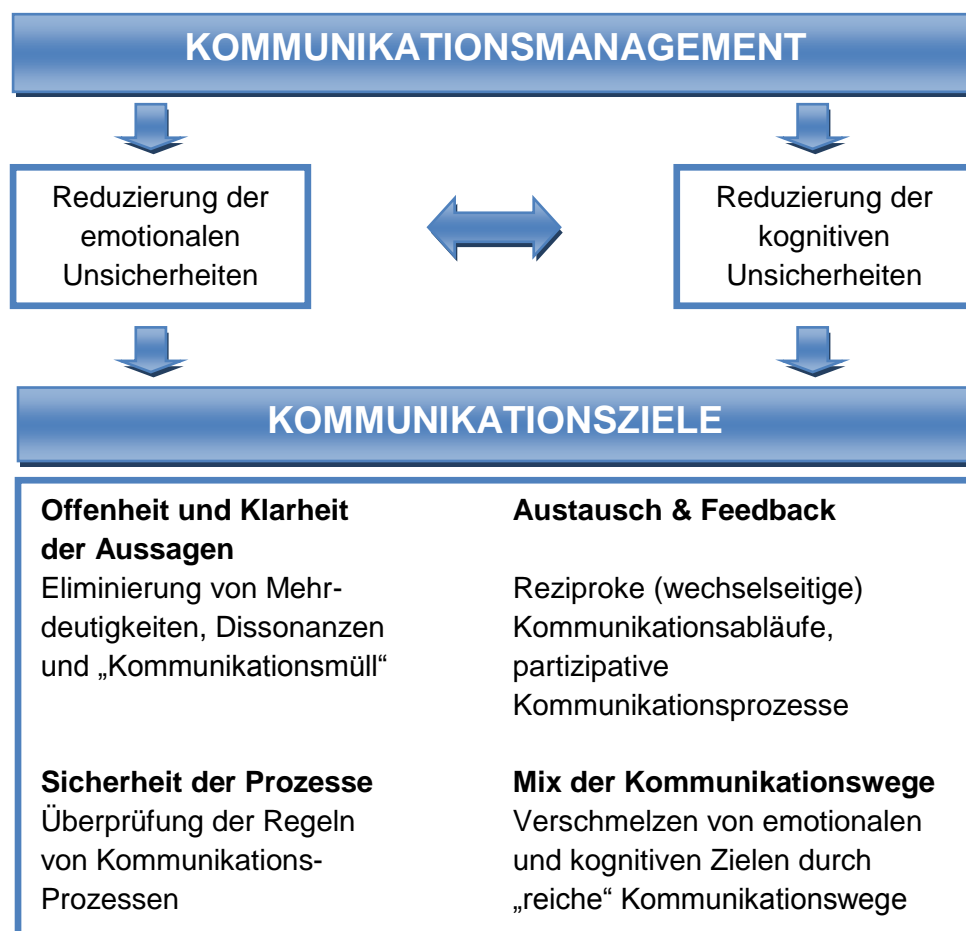 KOMMUNIKATIONSMANAGEMENT
Reduzierung der
emotionalen
Unsicherheiten
Reduzierung der
kognitiven
Unsicherheiten
KOMMUNIKATIONSZIELE
Offenheit und Klarheit
der Aussagen
Eliminierung von Mehr-
deutigkeiten, Dissonanzen
und „Kommunikationsmüll“
Austausch & Feedback
Reziproke (wechselseitige)
Kommunikationsabläufe,
partizipative
Kommunikationsprozesse
Sicherheit der Prozesse
Überprüfung der Regeln
von Kommunikations-
Prozessen
Mix der Kommunikationswege
Verschmelzen von emotionalen
und kognitiven Zielen durch
„reiche“ Kommunikationswege